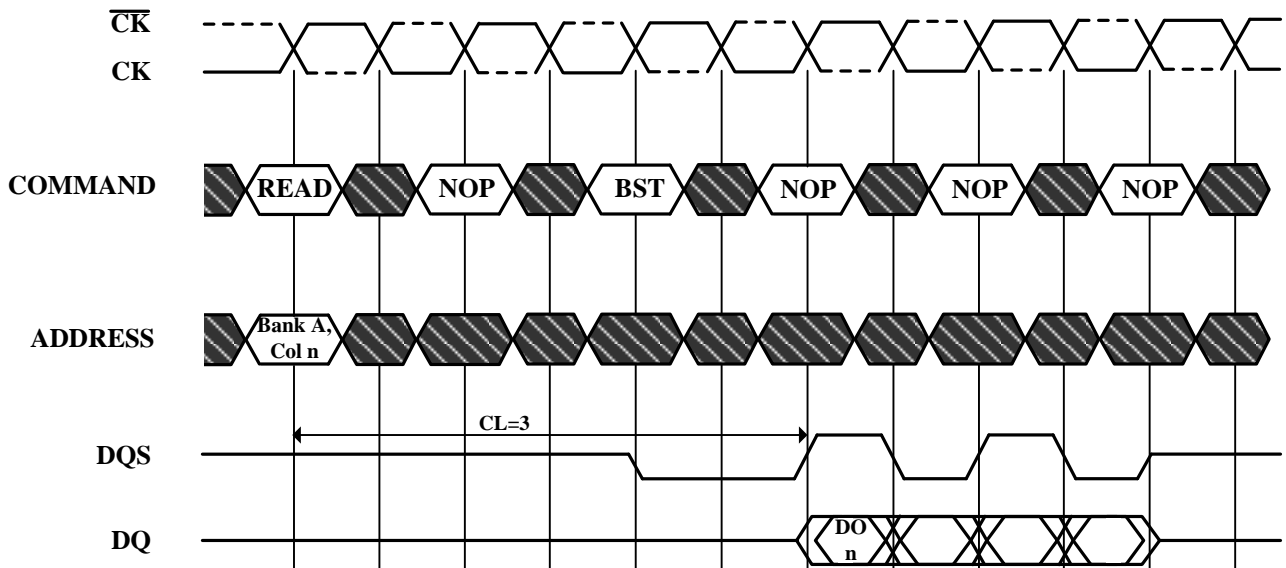 CK
CK
COMMAND
READ
NOP
BST
NOP
NOP
NOP
ADDRESS
Bank A,
Col n
CL=3
DQS
DQ
DO
n